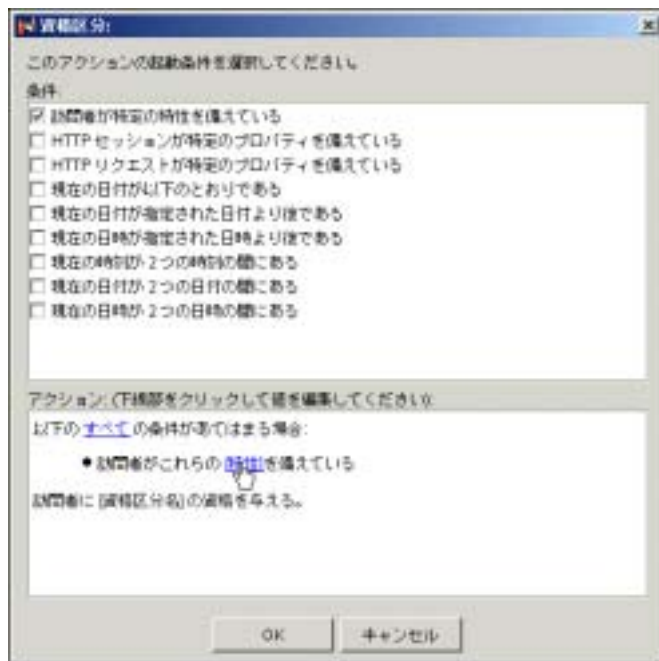 資格区分:
このアクションの起動条件を選択してください。
条件:
訪問者が特定の特性を備えている
HTTP セッションが特定のプロパティを備えている
HTTP リクエストが特定のプロパティを備えている
現在の日付が以下のとおりである
現在の日付が指定された日付より後である
現在の日時が指定された日時より後である
現在の時刻が 2 つの時刻の間にある
現在の日付が 2 つの日付の間にある
現在の日時が 2 つの日時の間にある
アクション: (下線部をクリックして値を編集してください):
以下の すべて の条件があてはまる場合:
● 訪問者がこれらの [特性] を備えている
訪問者に [資格区分名] の資格を与える。
OK キャンセル